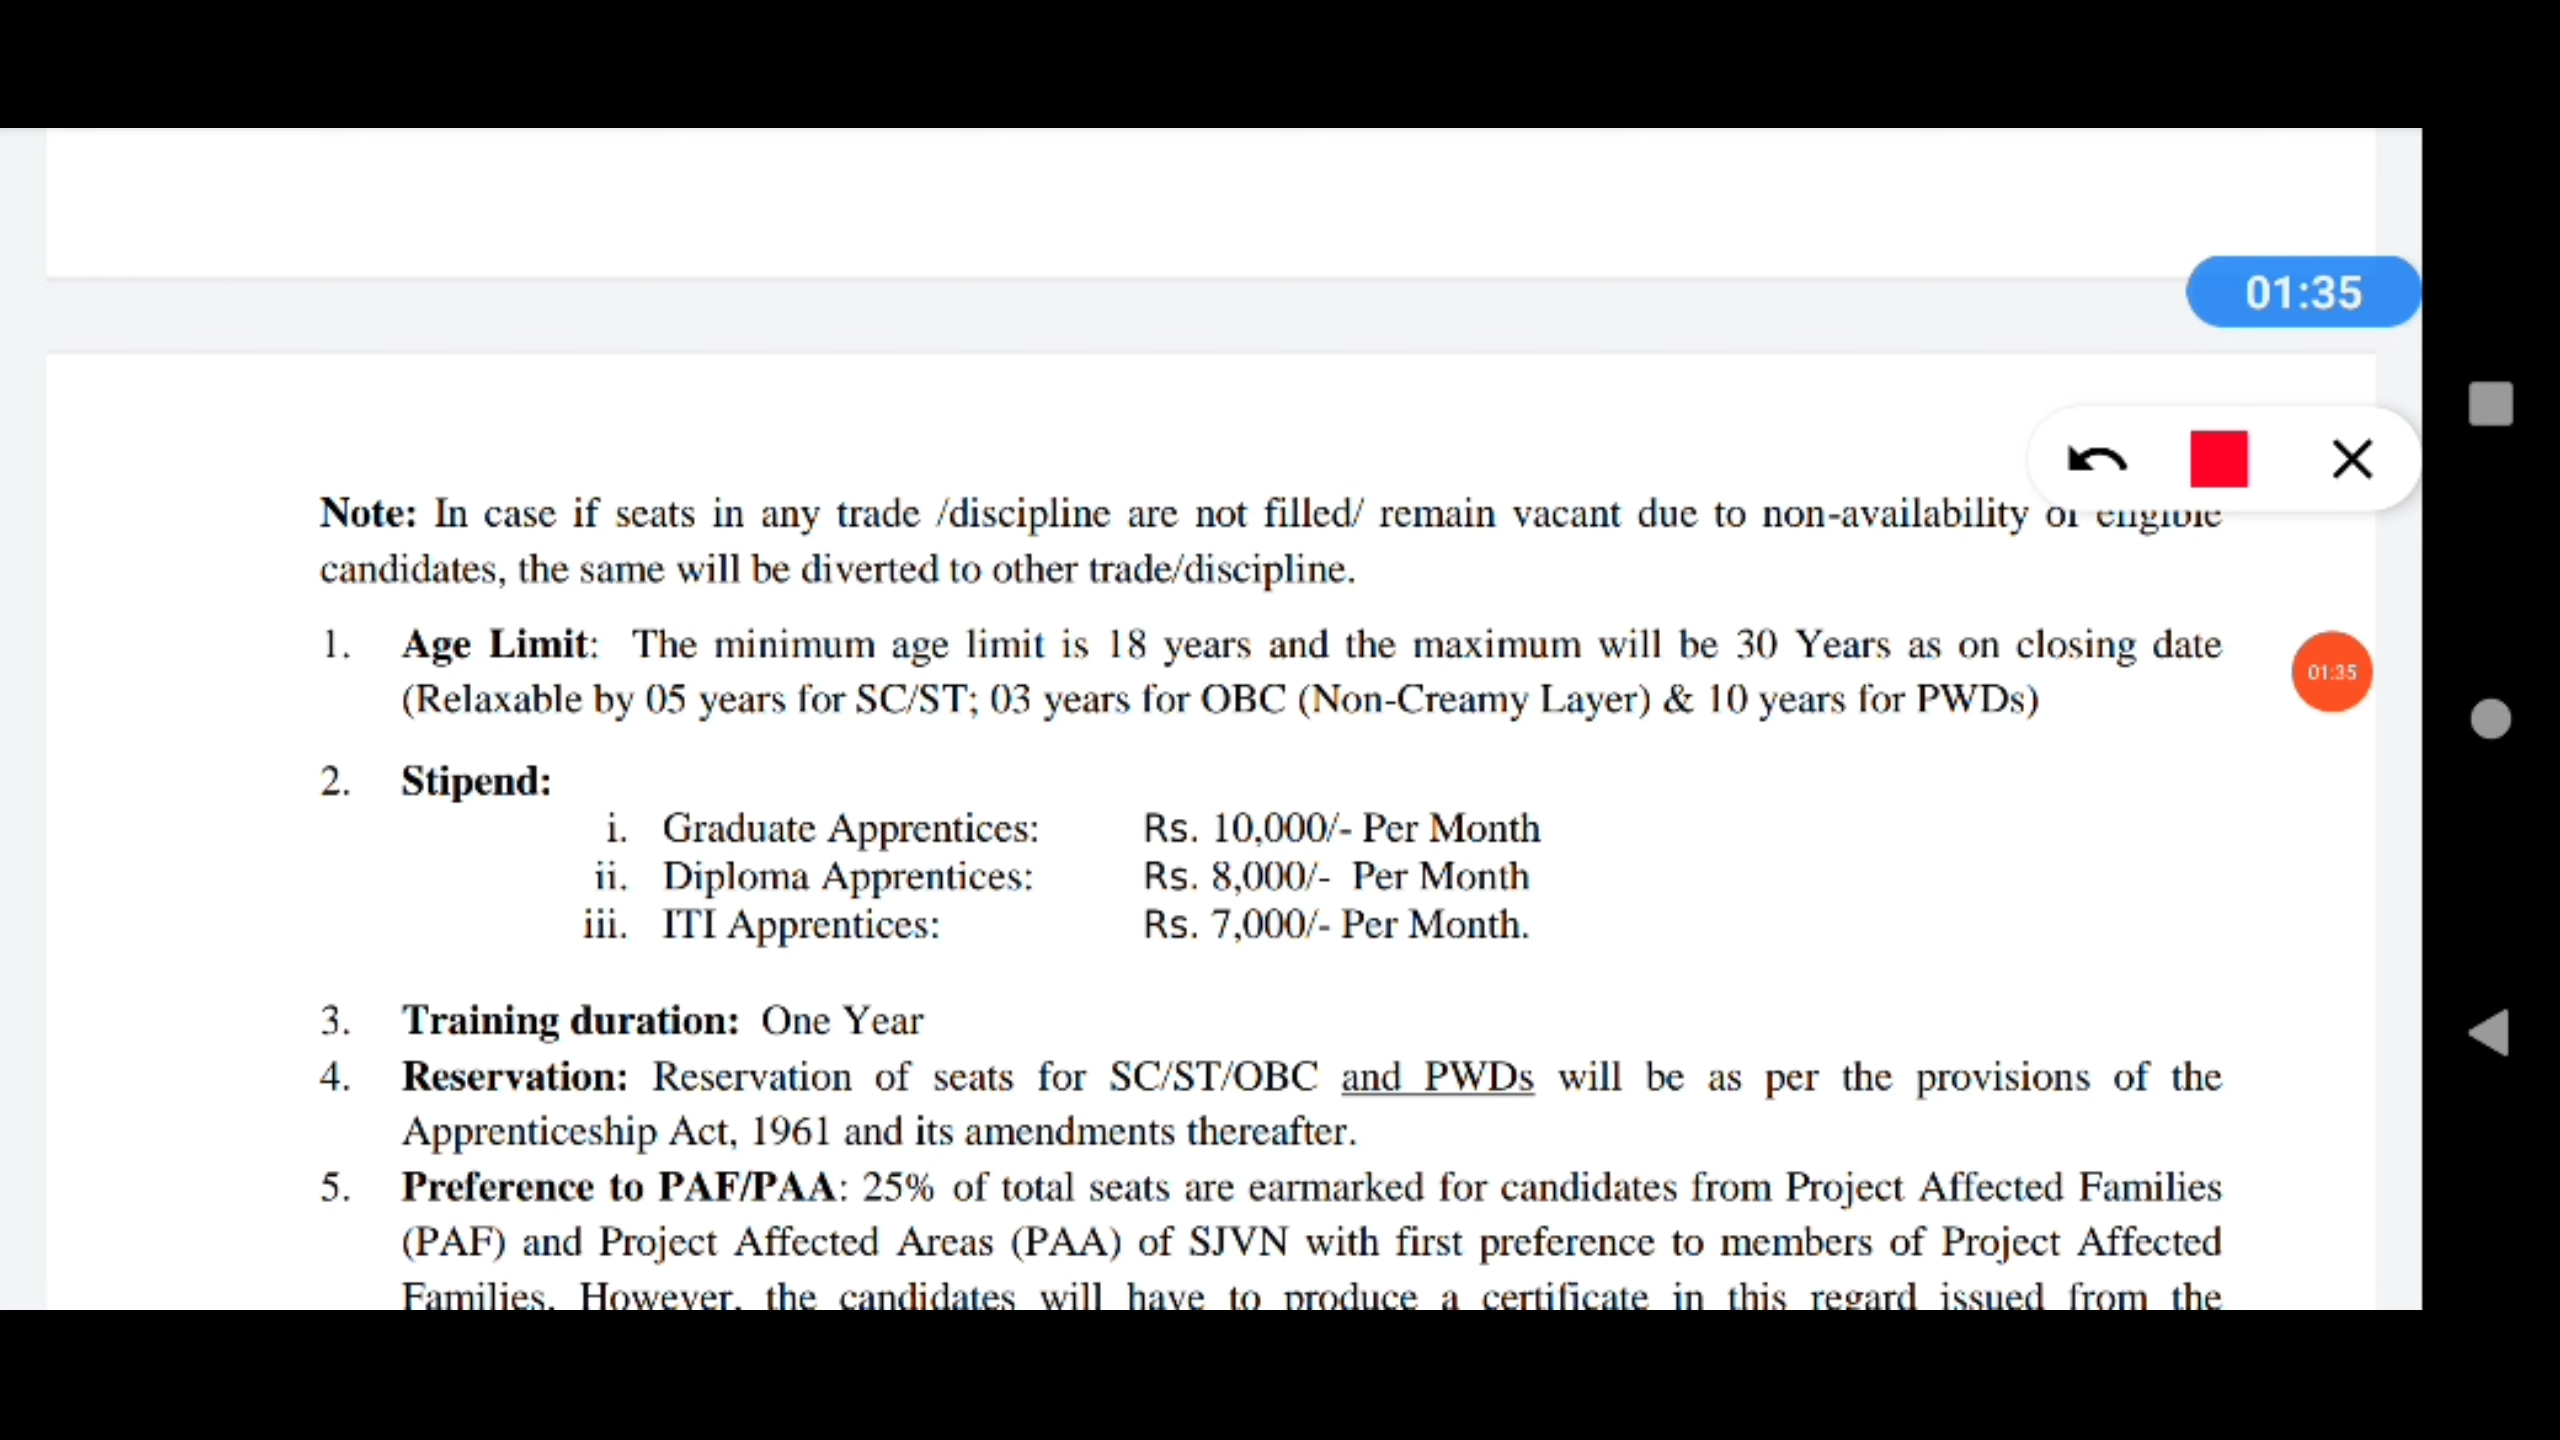 01:35
Note: In case if seats in any trade /discipline are not filled/ remain vacant due to non-availability of eligible
candidates, the same will be diverted to other trade/discipline.
1. Age Limit: The minimum age limit is 18 years and the maximum will be 30 Years as on closing date
01:35
(Relaxable by 05 years for SC/ST; 03 years for OBC (Non-Creamy Layer) & 10 years for PWDs)
2. Stipend:
i. Graduate Apprentices: Rs. 10,000/- Per Month
ii. Diploma Apprentices: Rs. 8,000/- Per Month
iii. ITI Apprentices: Rs. 7,000/- Per Month.
3. Training duration: One Year
4. Reservation: Reservation of seats for SC/ST/OBC and PWDs will be as per the provisions of the
Apprenticeship Act, 1961 and its amendments thereafter.
5. Preference to PAF/PAA: 25% of total seats are earmarked for candidates from Project Affected Families
(PAF) and Project Affected Areas (PAA) of SJVN with first preference to members of Project Affected
Families. However, the candidates will have to produce a certificate in this regard issued from the